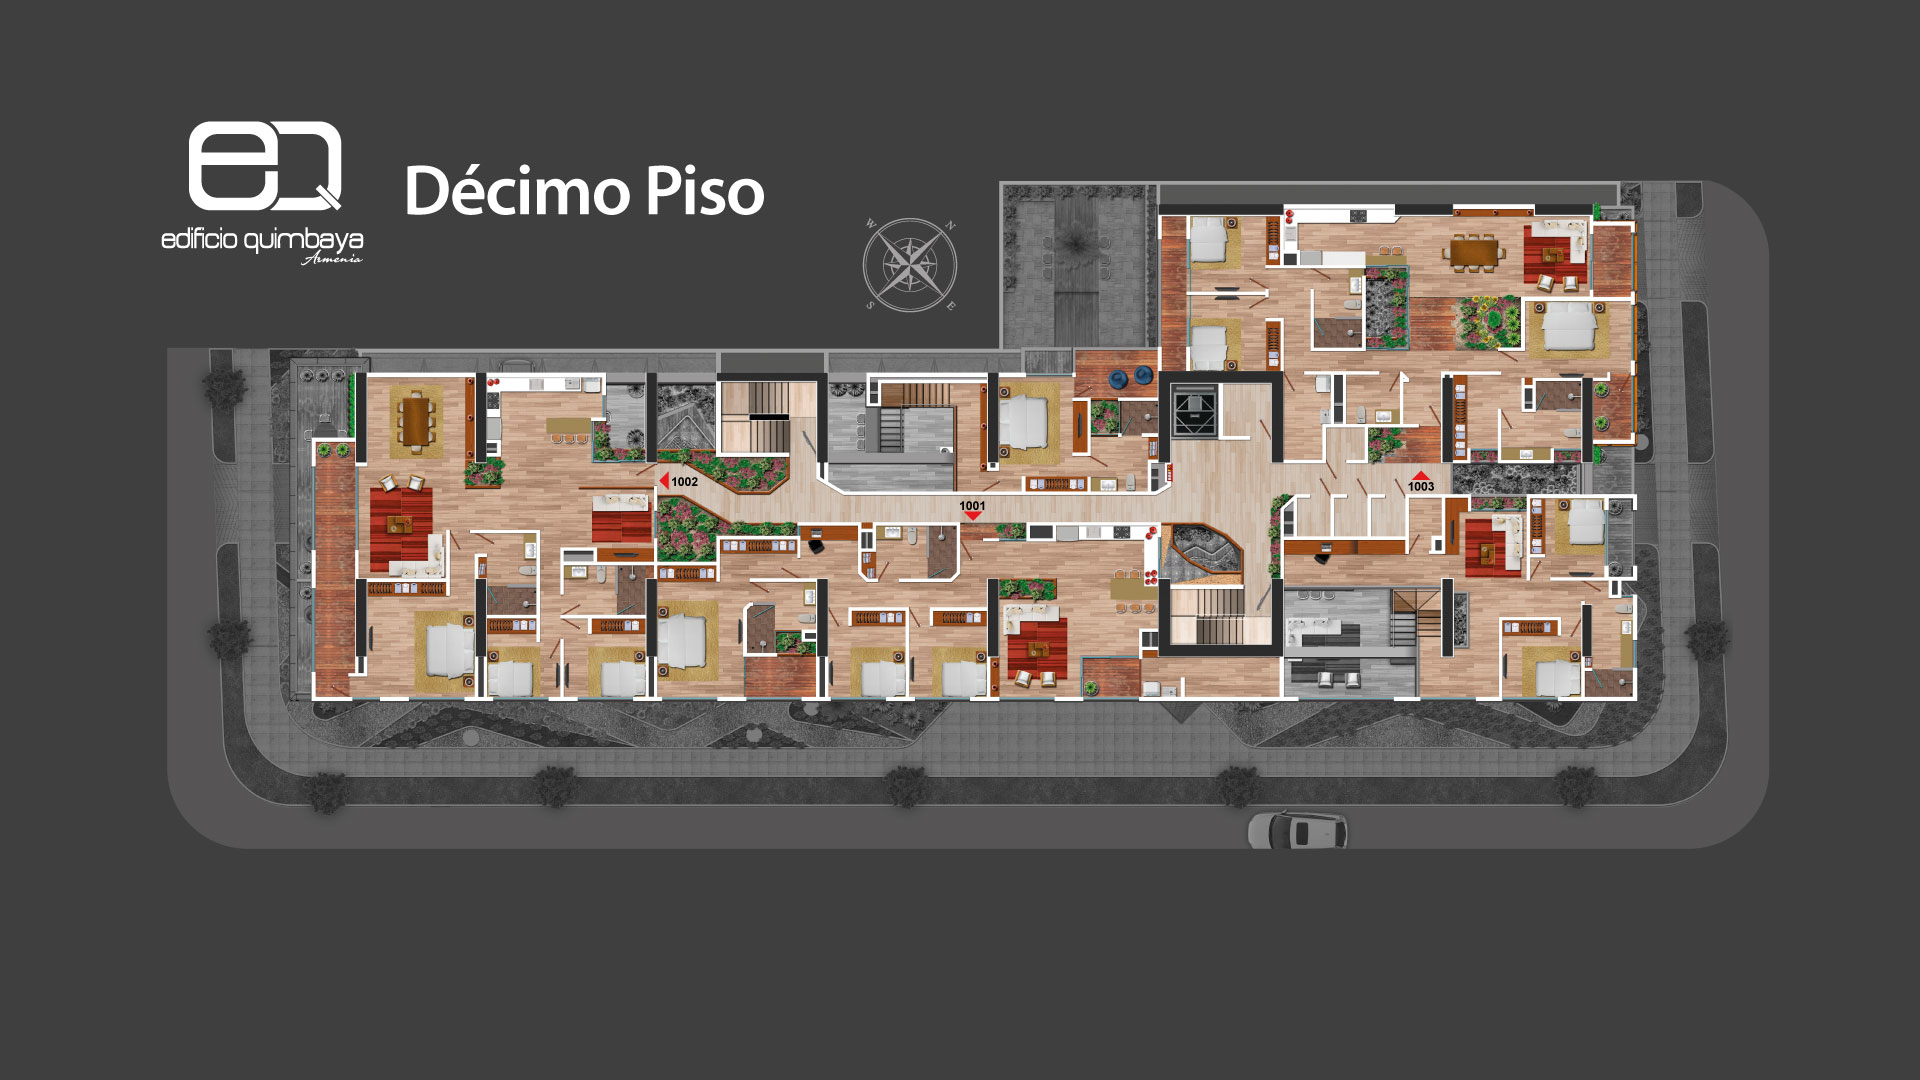 eQ
edificio quimbaya
Armenia
Décimo Piso
W
N
S
E
1002
1001
1003